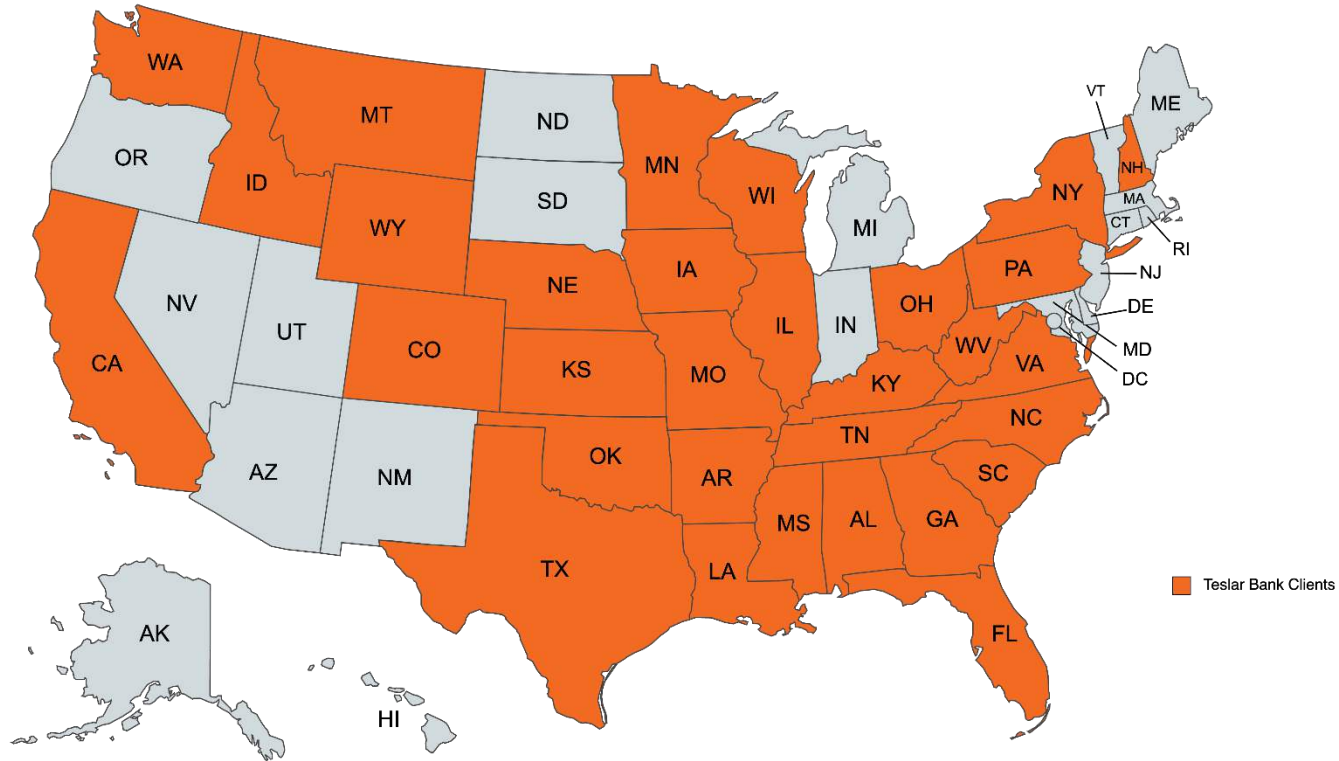 WA
MT
ND
MN
VT
ME
OR
ID
SD
WI
NY
NH
MA
CT
RI
WY
MI
IA
PA
NJ
NE
OH
DE
NV
UT
IL
IN
MD
CA
CO
KS
MO
WV
VA
DC
KY
NC
TN
AZ
NM
OK
AR
SC
MS
AL
GA
TX
LA
Teslar Bank Clients
AK
FL
HI